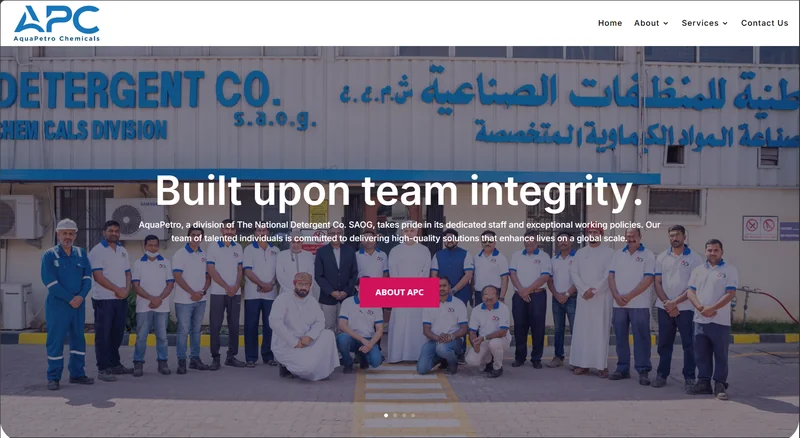 APC
AquaPetro Chemicals
Home
About
Services
Contact Us
DETERGENT CO.
s.a.o.g.
CHEMICALS DIVISION
ش.م.ع.ع
طنية للمنظفات الصناعية
صناعة المواد الكيماوية المتخصصة
Built upon team integrity.
AquaPetro, a division of The National Detergent Co. SAOG, takes pride in its dedicated staff and exceptional working policies. Our
team of talented individuals is committed to delivering high-quality solutions that enhance lives on a global scale.
ABOUT APC